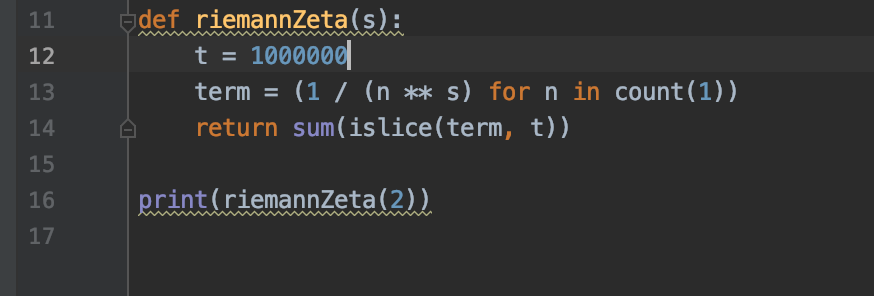 11 def riemannZeta(s):
12     t = 1000000
13     term = (1 / (n ** s) for n in count(1))
14     return sum(islice(term, t))
15
16 print(riemannZeta(2))
17